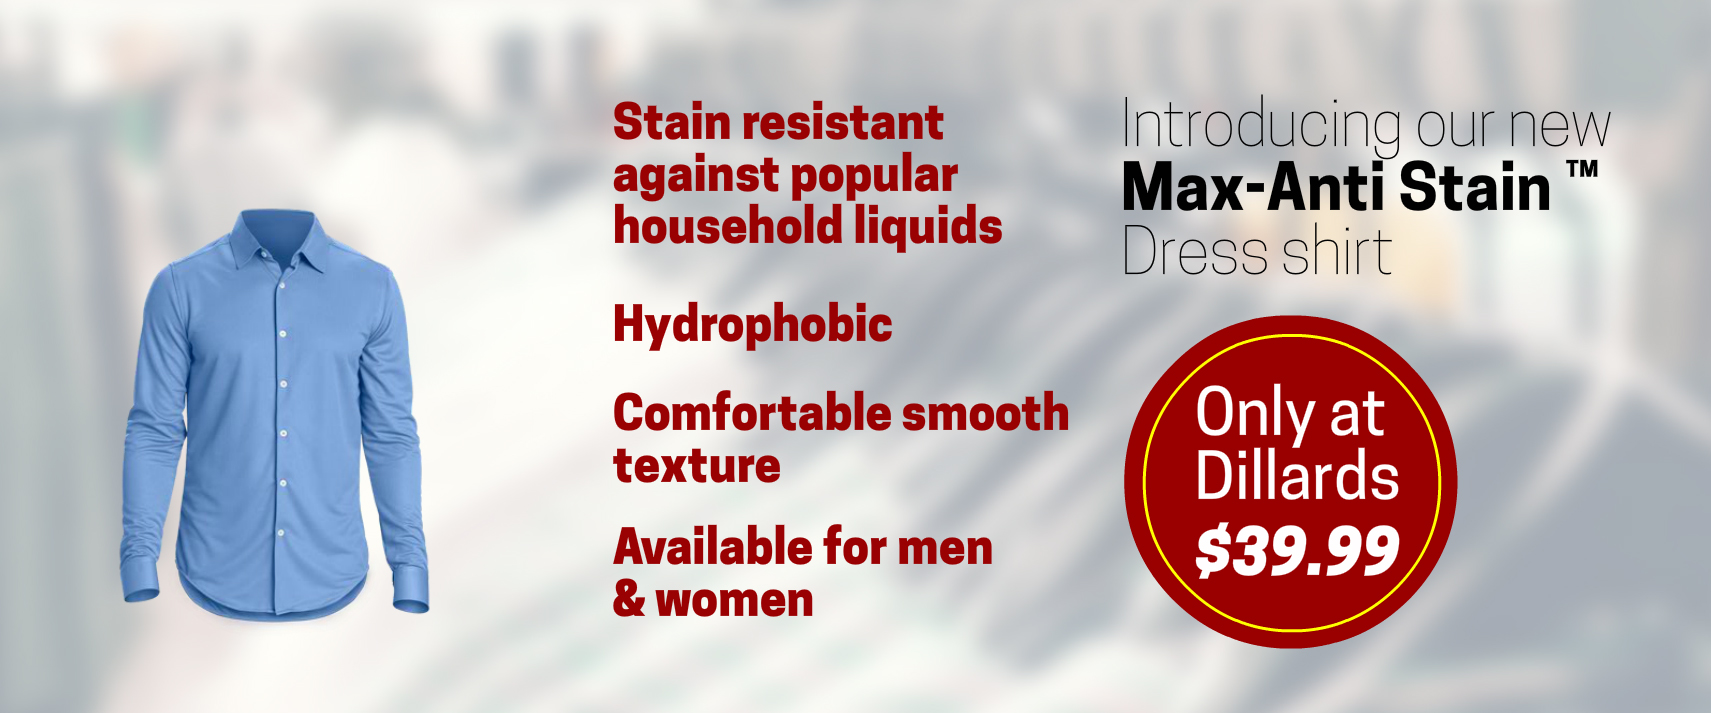 Stain resistant
against popular
household liquids
Hydrophobic
Comfortable smooth
texture
Available for men
& women
Introducing our new
Max-Anti Stain ™
Dress shirt
Only at
Dillards
$39.99